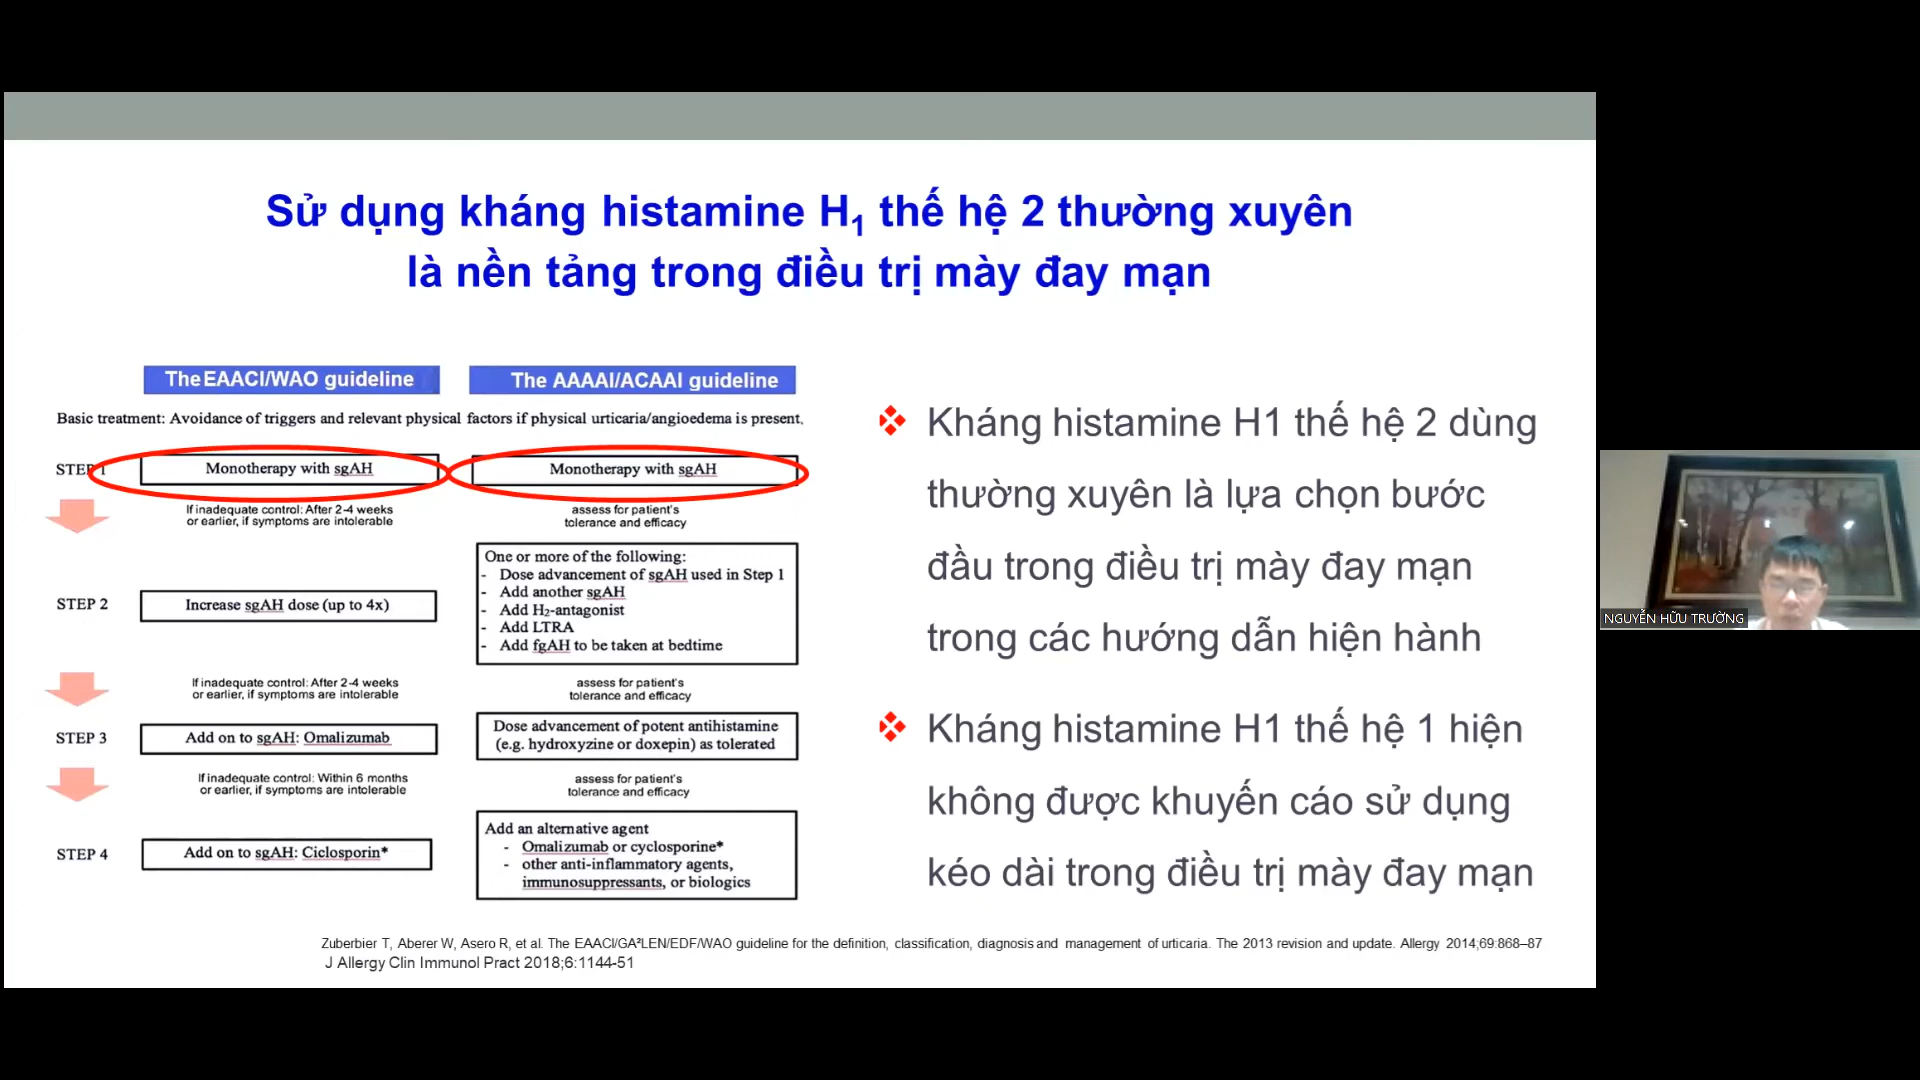 Sử dụng kháng histamine H₁ thế hệ 2 thường xuyên
là nền tảng trong điều trị mày đay mạn
The EAACI/WAO guideline
The AAAAI/ACAAI guideline
Basic treatment: Avoidance of triggers and relevant physical factors if physical urticaria/angioedema is present.
STEP 1
Monotherapy with sgAH
Monotherapy with sgAH
If inadequate control: After 2-4 weeks
or earlier, if symptoms are intolerable
assess for patient's
tolerance and efficacy
STEP 2
Increase sgAH dose (up to 4x)
One or more of the following:
- Dose advancement of sgAH used in Step 1
- Add another sgAH
- Add H₂-antagonist
- Add LTRA
- Add fgAH to be taken at bedtime
If inadequate control: After 2-4 weeks
or earlier, if symptoms are intolerable
assess for patient's
tolerance and efficacy
STEP 3
Add on to sgAH: Omalizumab
Dose advancement of potent antihistamine
(e.g. hydroxyzine or doxepin) as tolerated
If inadequate control: Within 6 months
or earlier, if symptoms are intolerable
assess for patient's
tolerance and efficacy
STEP 4
Add on to sgAH: Ciclosporin*
Add an alternative agent
- Omalizumab or cyclosporine*
- other anti-inflammatory agents,
immunosuppressants, or biologics
Kháng histamine H1 thế hệ 2 dùng
thường xuyên là lựa chọn bước
đầu trong điều trị mày đay mạn
trong các hướng dẫn hiện hành
Kháng histamine H1 thế hệ 1 hiện
không được khuyến cáo sử dụng
kéo dài trong điều trị mày đay mạn
Zuberbier T, Aberer W, Asero R, et al. The EAACI/GA²LEN/EDF/WAO guideline for the definition, classification, diagnosis and management of urticaria. The 2013 revision and update. Allergy 2014;69:868–87
J Allergy Clin Immunol Pract 2018;6:1144-51
NGUYỄN HỮU TRƯỜNG